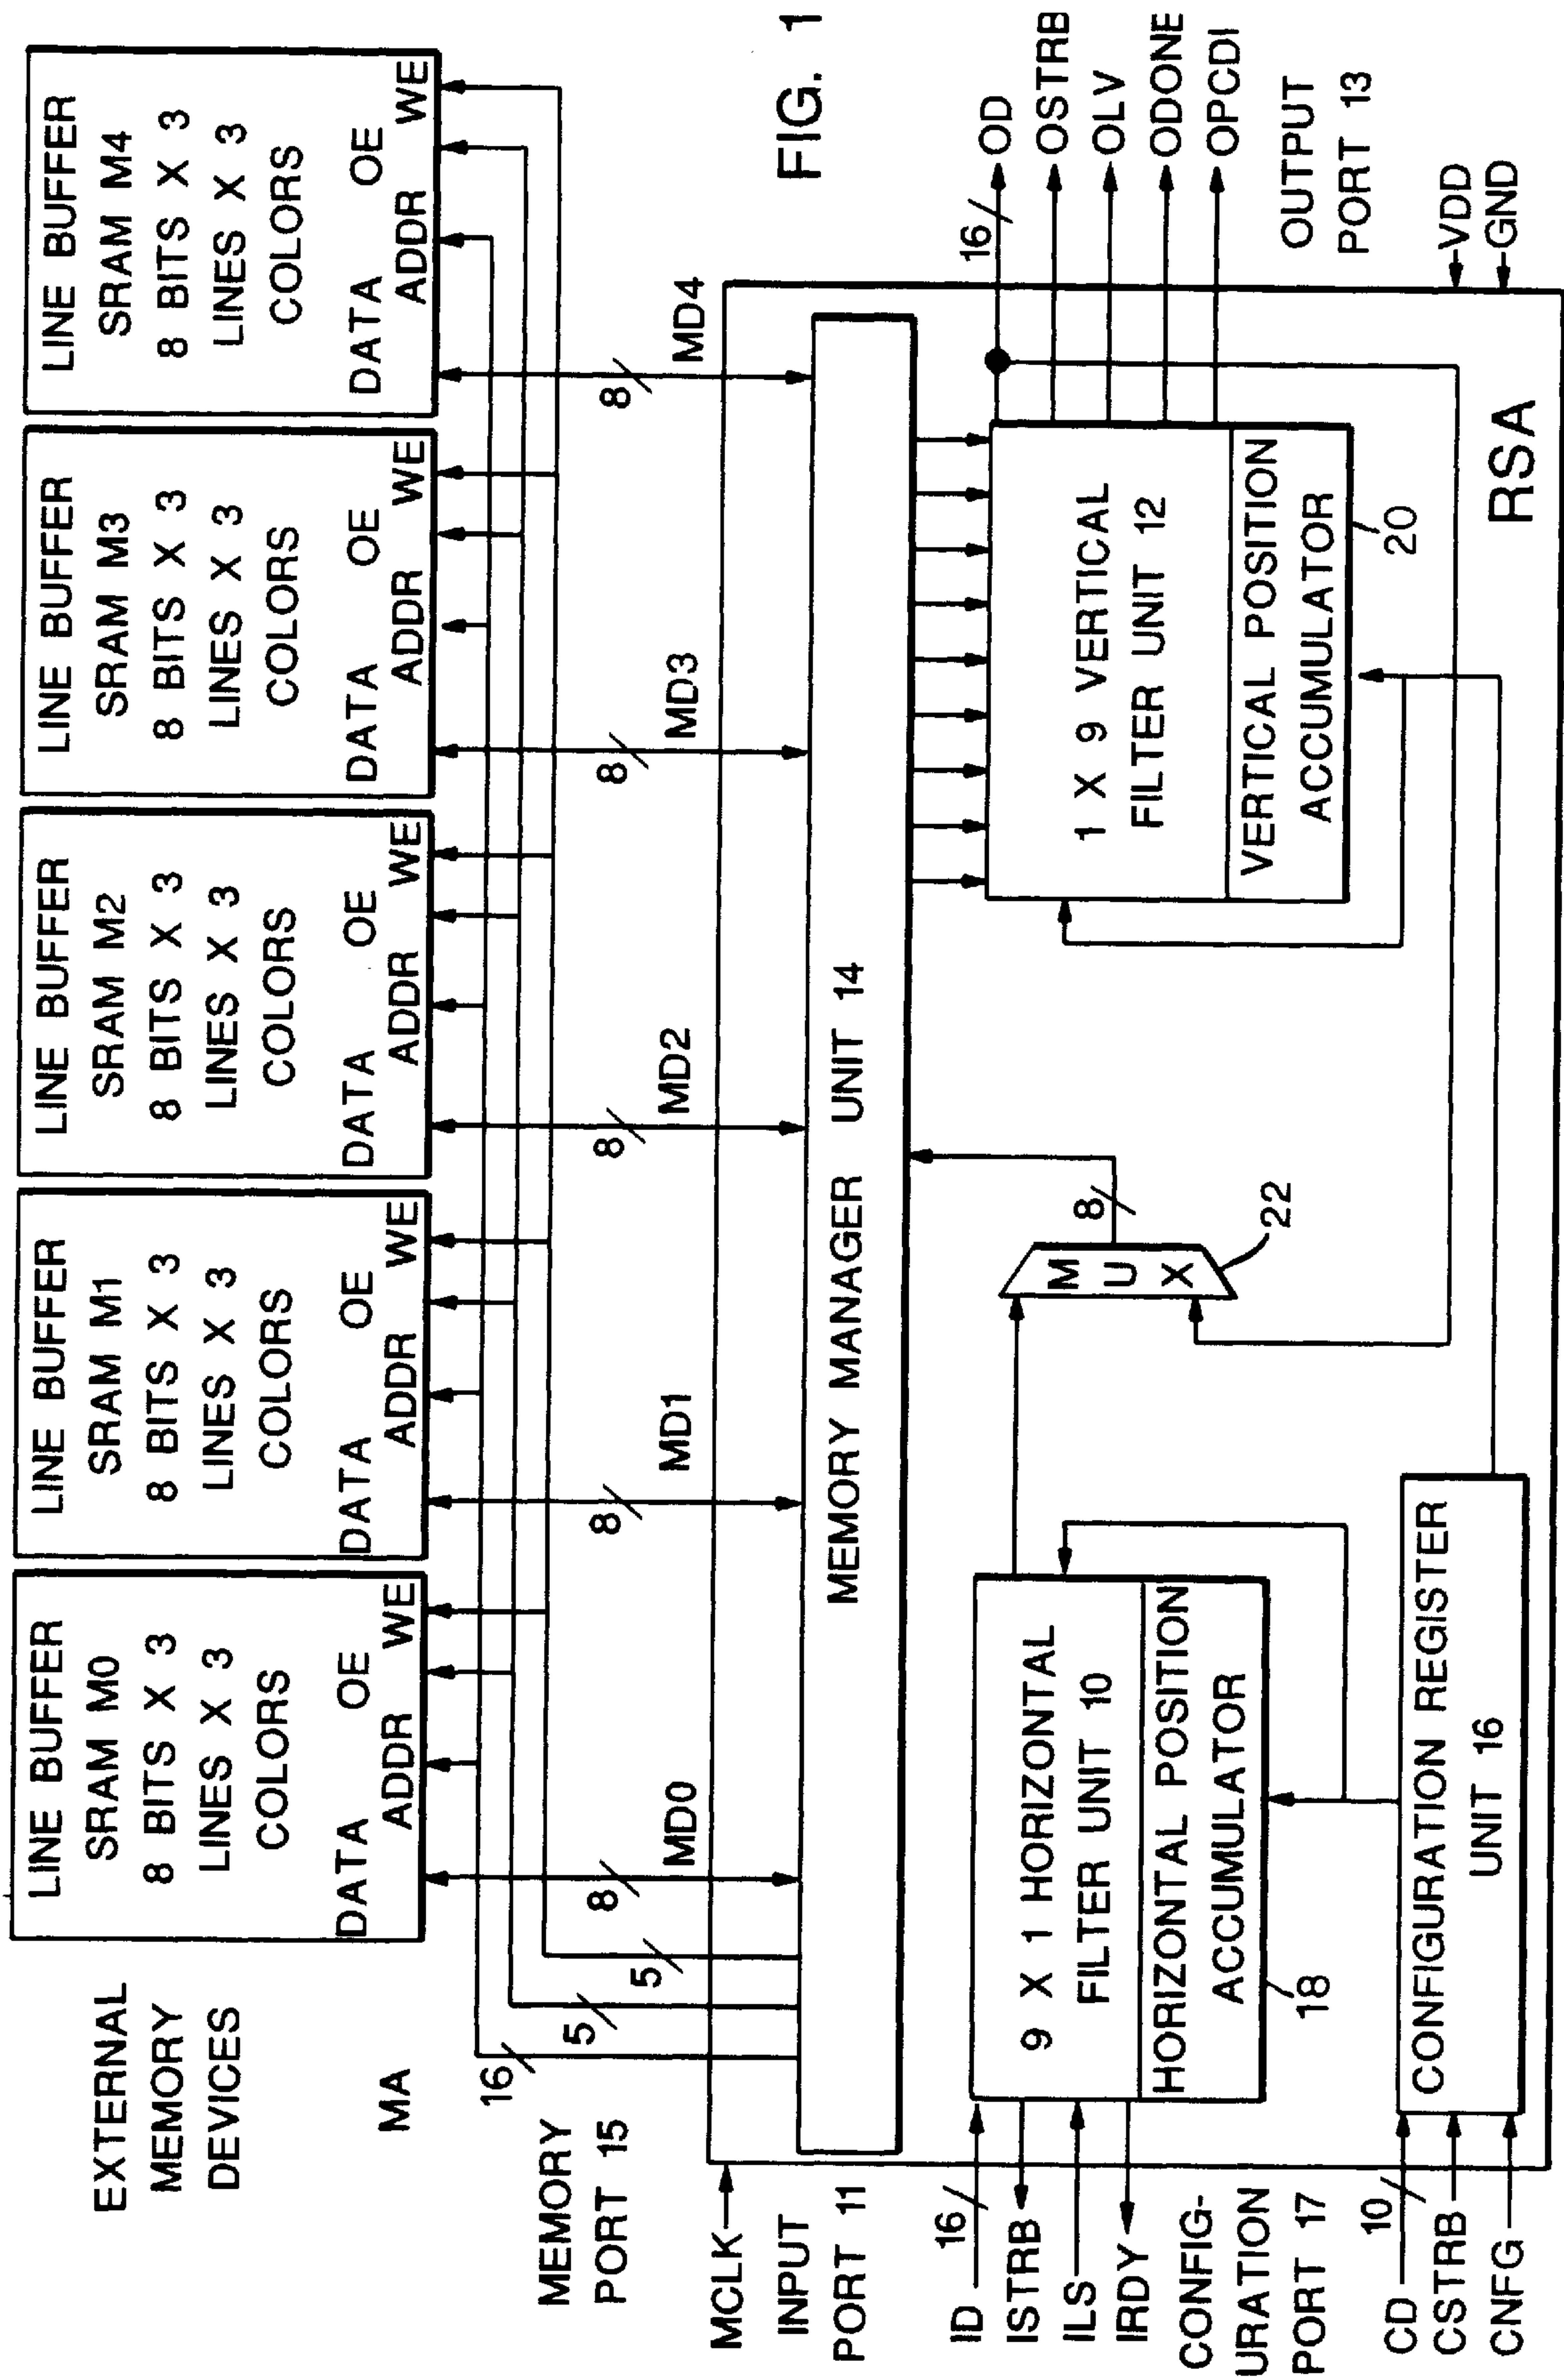 EXTERNAL
MEMORY
DEVICES
LINE BUFFER
SRAM M0
8 BITS X 3
LINES X 3
COLORS
DATA
OE
ADDR
WE
LINE BUFFER
SRAM M1
8 BITS X 3
LINES X 3
COLORS
DATA
OE
ADDR
WE
LINE BUFFER
SRAM M2
8 BITS X 3
LINES X 3
COLORS
DATA
OE
ADDR
WE
LINE BUFFER
SRAM M3
8 BITS X 3
LINES X 3
COLORS
DATA
OE
ADDR
WE
LINE BUFFER
SRAM M4
8 BITS X 3
LINES X 3
COLORS
DATA
OE
ADDR
WE
MA
16
5
5
MEMORY
PORT 15
8
MD0
8
MD1
8
MD2
8
MD3
8
MD4
FIG. 1
MCLK
INPUT
PORT 11
MEMORY MANAGER UNIT 14
ID
16
ISTRB
ILS
IRDY
9 X 1 HORIZONTAL
FILTER UNIT 10
HORIZONTAL POSITION
ACCUMULATOR
18
MUX
8
22
1 X 9 VERTICAL
FILTER UNIT 12
VERTICAL POSITION
ACCUMULATOR
20
16
OD
OSTRB
OLV
ODONE
OPCDI
OUTPUT
PORT 13
CONFIG-
URATION
PORT 17
CD
10
CSTRB
CNFG
CONFIGURATION REGISTER
UNIT 16
VDD
GND
RSA